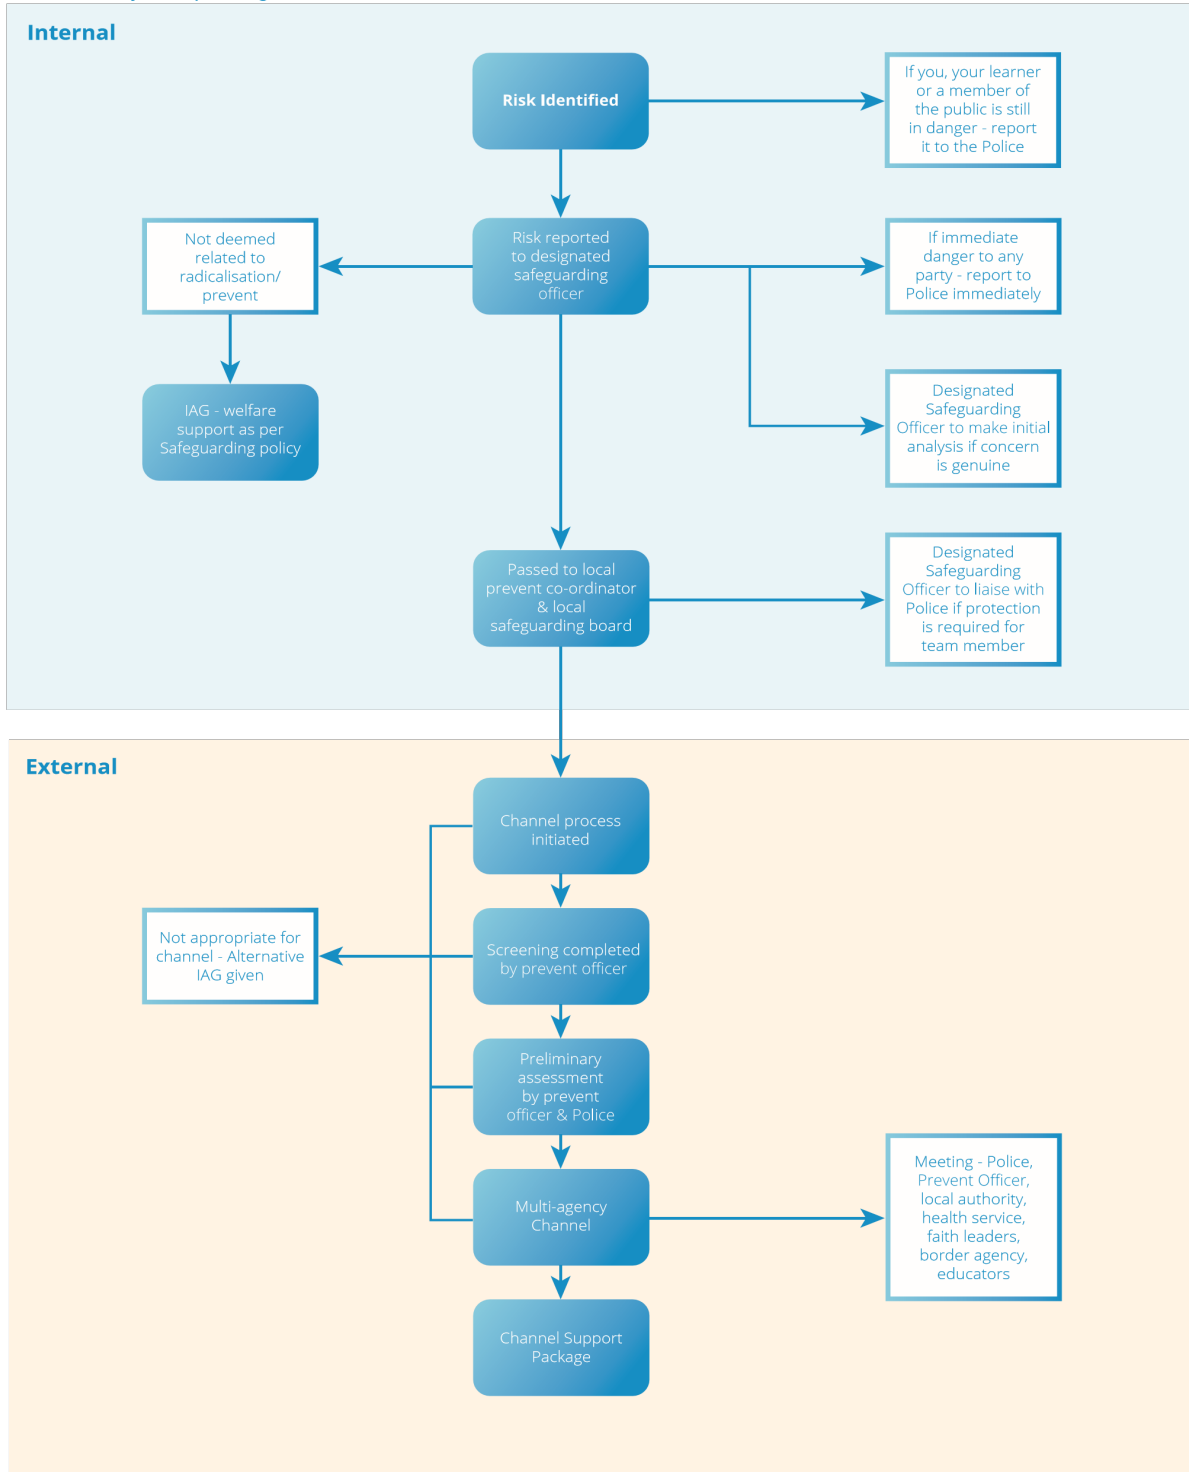 Internal
Risk Identified
If you, your learner
or a member of
the public is still
in danger - report
it to the Police
Not deemed
related to
radicalisation/
prevent
Risk reported
to designated
safeguarding
officer
If immediate
danger to any
party - report to
Police immediately
IAG - welfare
support as per
Safeguarding policy
Designated
Safeguarding
Officer to make initial
analysis if concern
is genuine
Passed to local
prevent co-ordinator
& local
safeguarding board
Designated
Safeguarding
Officer to liaise with
Police if protection
is required for
team member
External
Channel process
initiated
Not appropriate for
channel - Alternative
IAG given
Screening completed
by prevent officer
Preliminary
assessment
by prevent
officer & Police
Multi-agency
Channel
Meeting - Police,
Prevent Officer,
local authority,
health service,
faith leaders,
border agency,
educators
Channel Support
Package